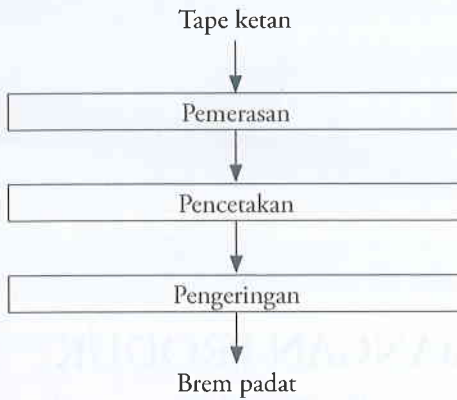 Tape ketan
Pemerasan
Pencetakan
Pengeringan
Brem padat